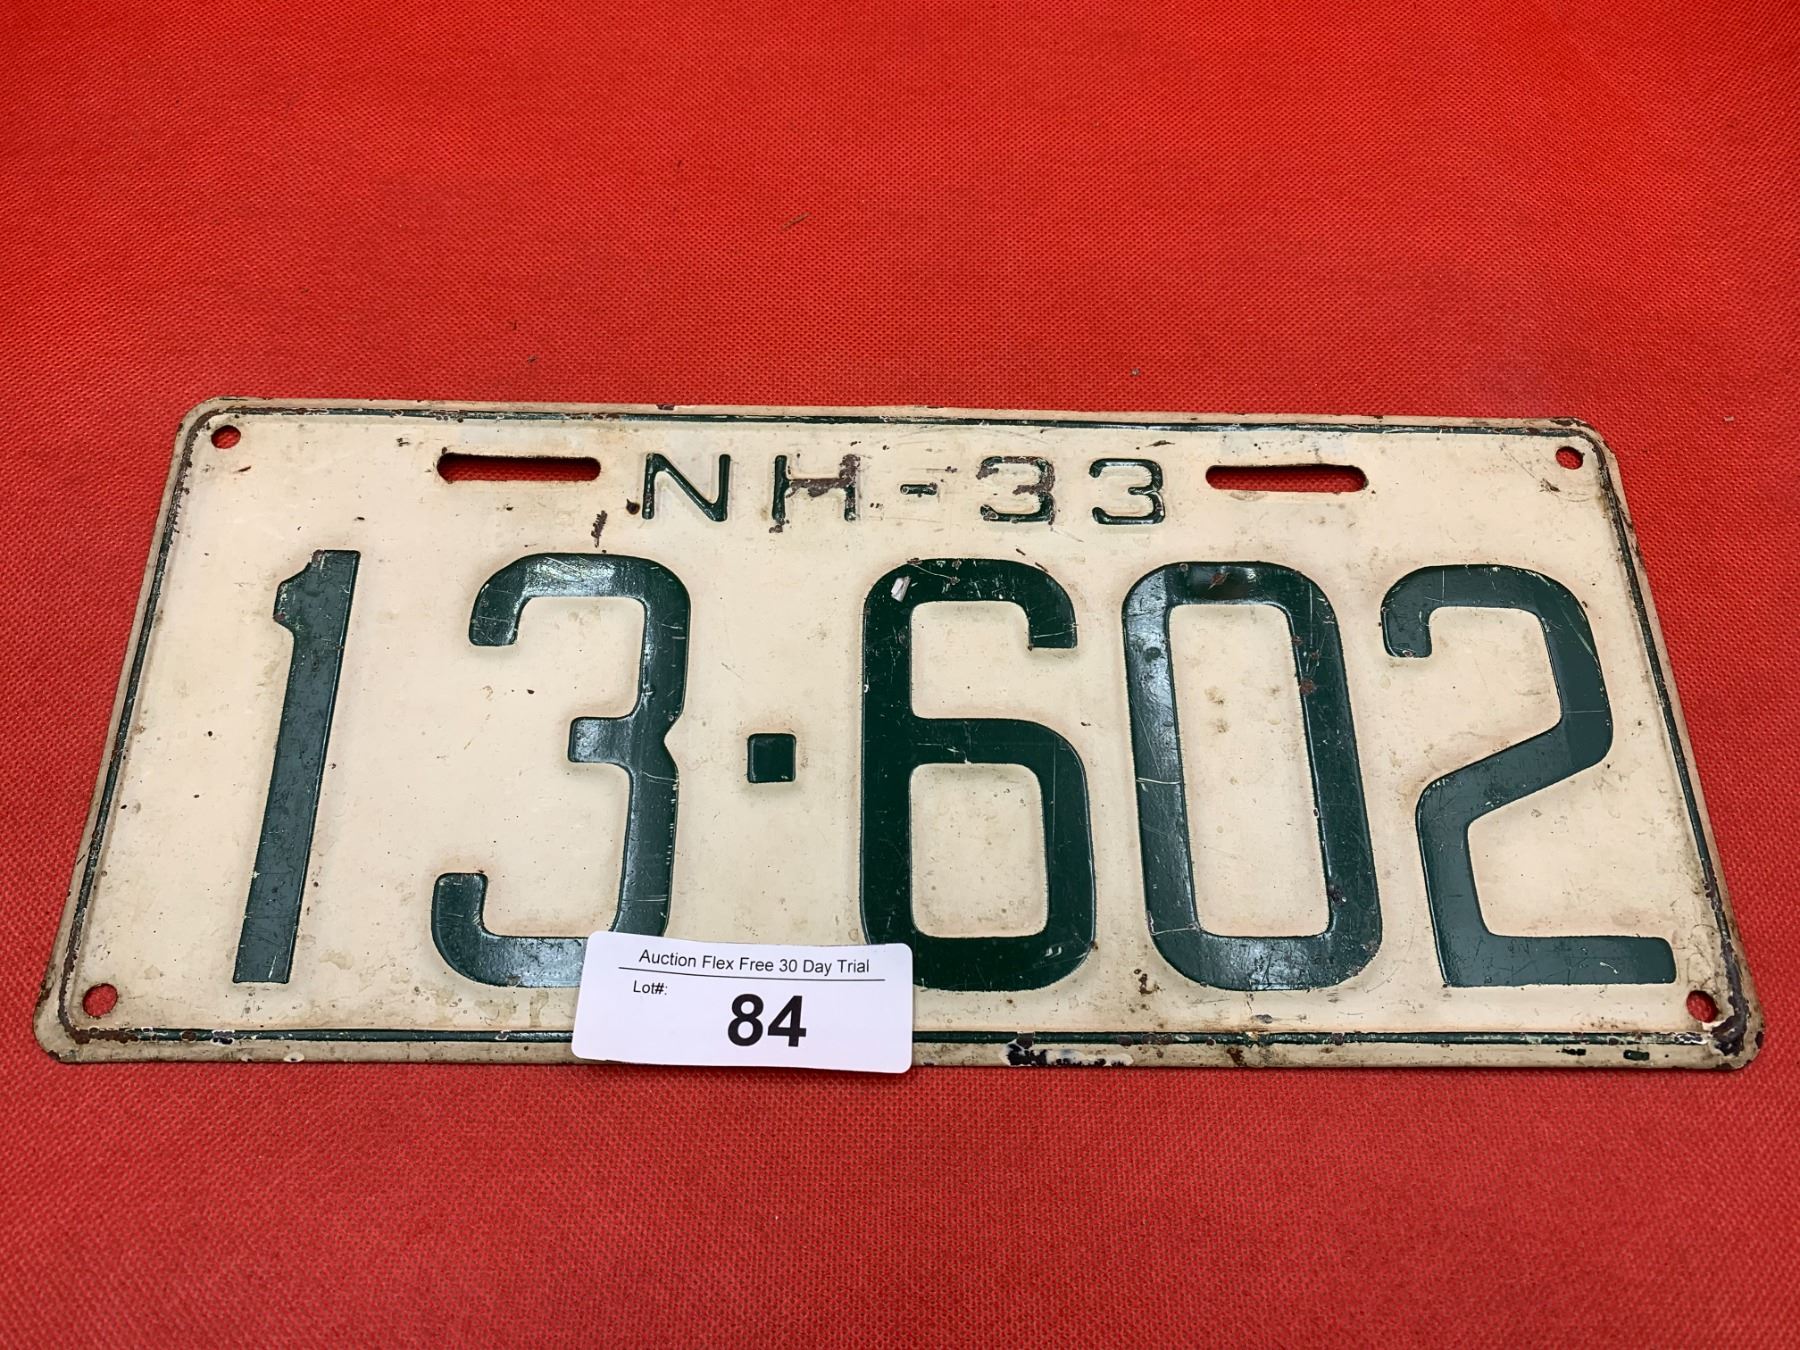 NH-33
13·602
Auction Flex Free 30 Day Trial
Lot#:
84